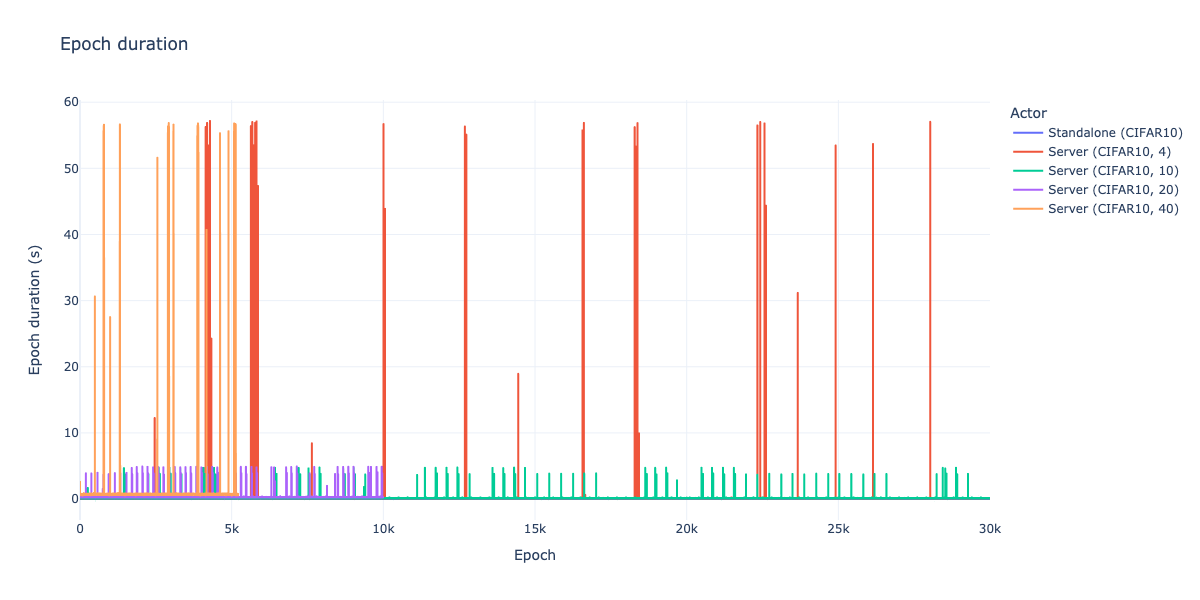 Epoch duration
Actor
Standalone (CIFAR10)
Server (CIFAR10, 4)
Server (CIFAR10, 10)
Server (CIFAR10, 20)
Server (CIFAR10, 40)
Epoch duration (s)
60
50
40
30
20
10
0
0
5k
10k
15k
20k
25k
30k
Epoch